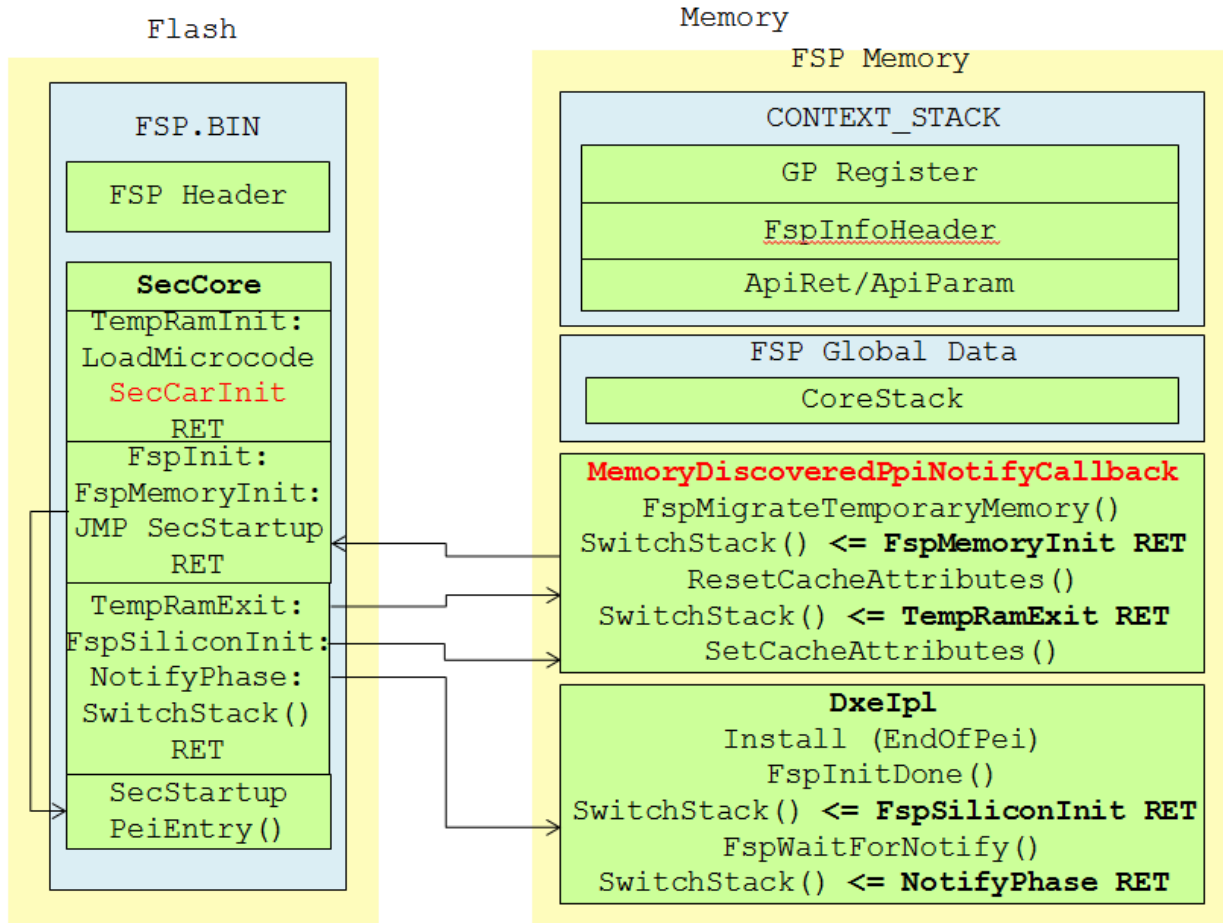 Flash
FSP.BIN
FSP Header
SecCore
TempRamInit:
LoadMicrocode
SecCarInit
RET
FspInit:
FspMemoryInit:
JMP SecStartup
RET
TempRamExit:
FspSiliconInit:
NotifyPhase:
SwitchStack()
RET
SecStartup
PeiEntry()
Memory
FSP Memory
CONTEXT_STACK
GP Register
FspInfoHeader
ApiRet/ApiParam
FSP Global Data
CoreStack
MemoryDiscoveredPpiNotifyCallback
FspMigrateTemporaryMemory()
SwitchStack() <= FspMemoryInit RET
ResetCacheAttributes()
SwitchStack() <= TempRamExit RET
SetCacheAttributes()
DxeIpl
Install (EndOfPei)
FspInitDone()
SwitchStack() <= FspSiliconInit RET
FspWaitForNotify()
SwitchStack() <= NotifyPhase RET